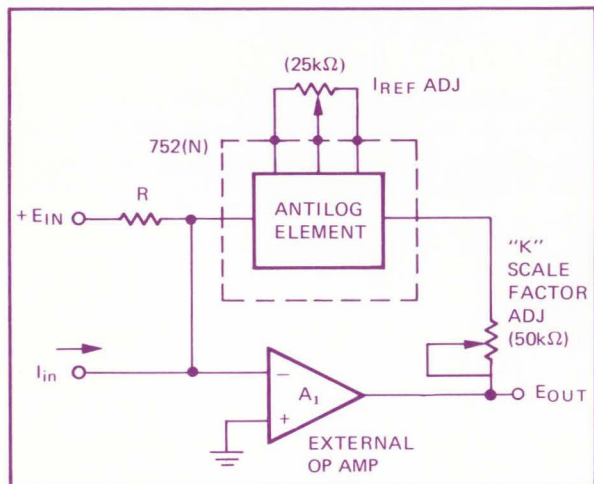 (25kΩ)
IREF ADJ
752(N)
R
+EIN
ANTILOG
ELEMENT
"K"
SCALE
FACTOR
ADJ
(50kΩ)
Iin
−
A1
+
EOUT
EXTERNAL
OP AMP